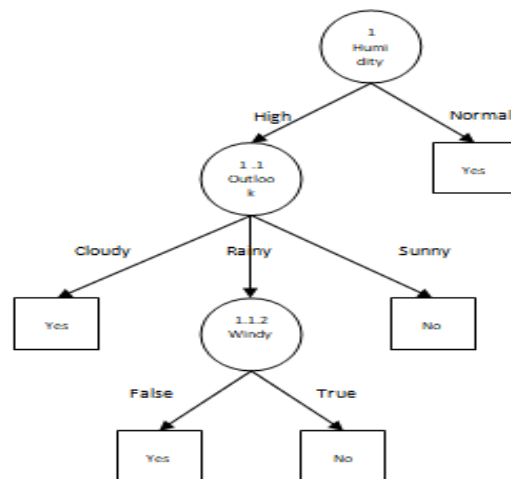 1
Humi
dity
High
Normal
1 .1
Outloo
k
Yes
Cloudy
Rainy
Sunny
Yes
1.1.2
Windy
No
False
True
Yes
No